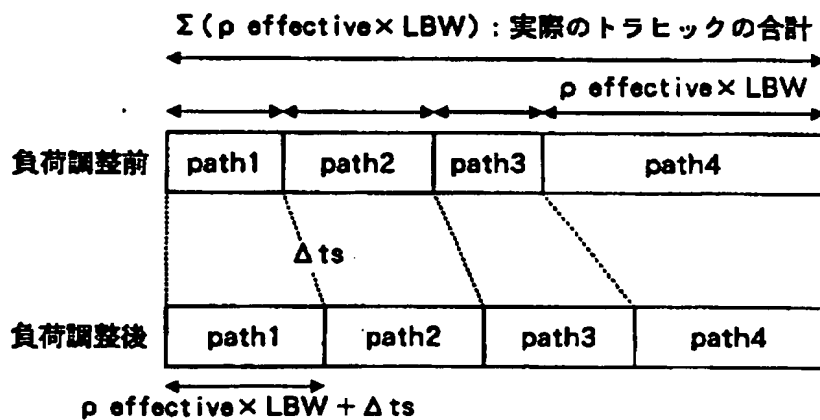 Σ(ρ effective×LBW):実際のトラヒックの合計
ρ effective×LBW
負荷調整前 path1 path2 path3 path4
Δts
負荷調整後 path1 path2 path3 path4
ρ effective×LBW+Δts